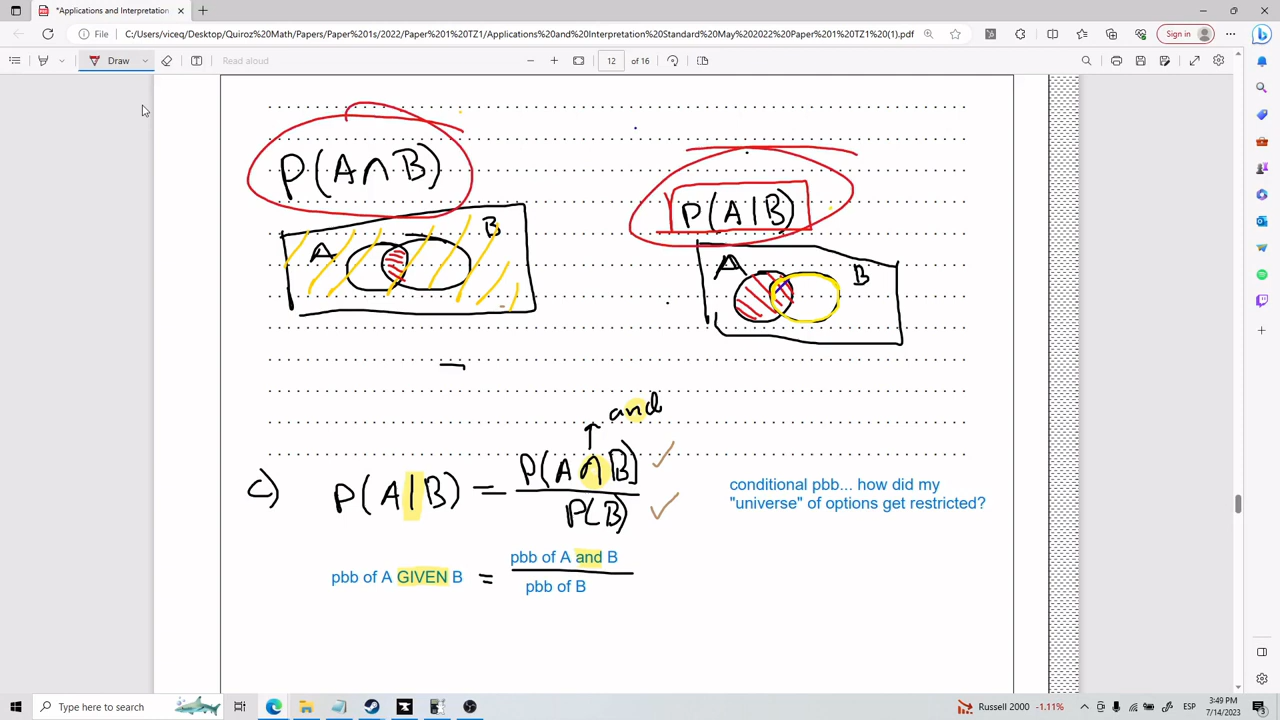 *Applications and Interpretation
File
C:/Users/viceq/Desktop/Quiroz%20Math/Papers/Paper%201s/2022/Paper%201%20TZ1/Applications%20and%20Interpretation%20Standard%20May%202022%20Paper%201%20TZ1%20(1).pdf
Sign in
Draw
Read aloud
12 of 16
P(A∩B)
P(A|B)
A B
A B
and
c) P(A|B) = P(A∩B)
P(B)
conditional pbb... how did my
"universe" of options get restricted?
pbb of A GIVEN B = pbb of A and B
pbb of B
Type here to search
Russell 2000 -1.11%
3:49 PM
7/14/2023
3